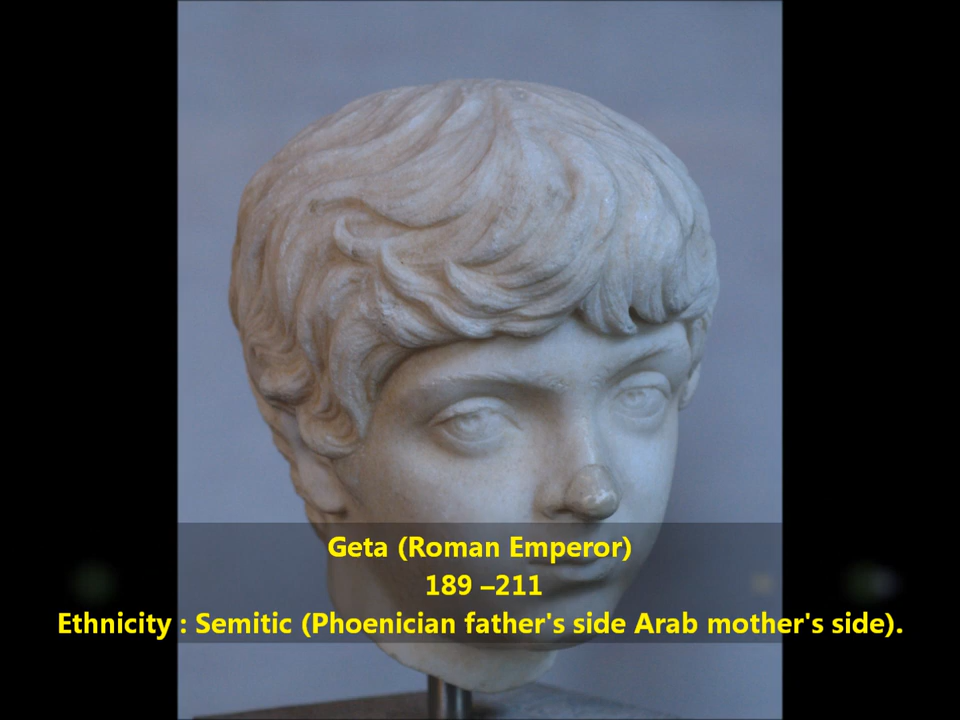 Geta (Roman Emperor)
189 –211
Ethnicity : Semitic (Phoenician father's side Arab mother's side).